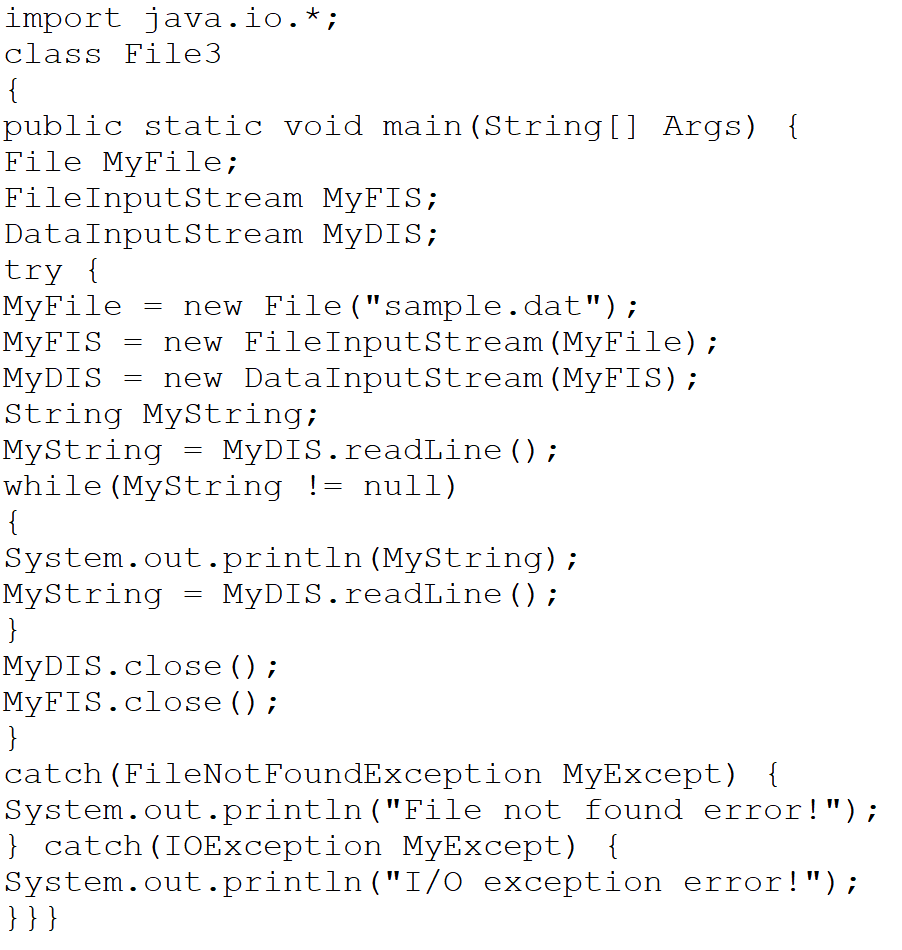 import java.io.*;
class File3
{
public static void main(String[] Args) {
File MyFile;
FileInputStream MyFIS;
DataInputStream MyDIS;
try {
MyFile = new File("sample.dat");
MyFIS = new FileInputStream(MyFile);
MyDIS = new DataInputStream(MyFIS);
String MyString;
MyString = MyDIS.readLine();
while(MyString != null)
{
System.out.println(MyString);
MyString = MyDIS.readLine();
}
MyDIS.close();
MyFIS.close();
}
catch(FileNotFoundException MyExcept) {
System.out.println("File not found error!");
} catch(IOException MyExcept) {
System.out.println("I/O exception error!");
}}}